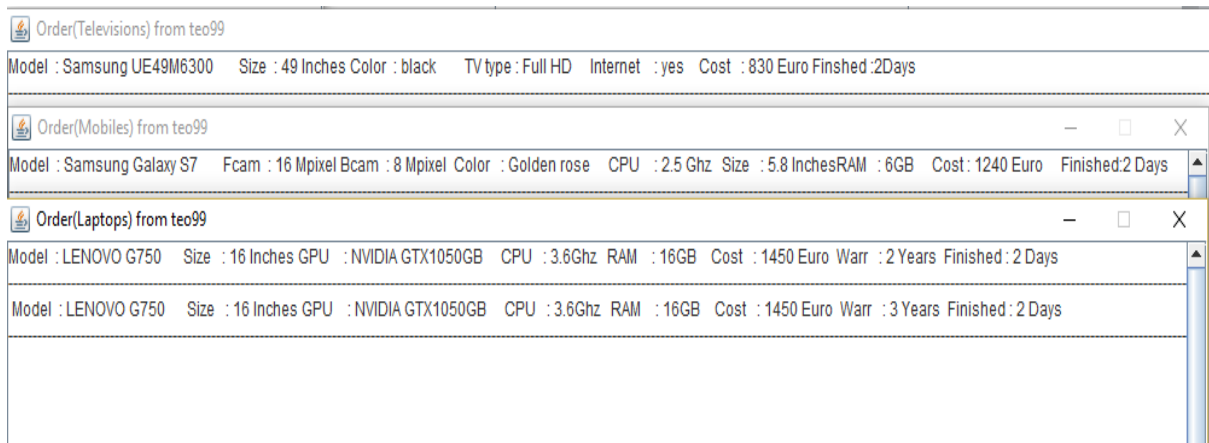 Order(Televisions) from teo99
Model : Samsung UE49M6300 Size : 49 Inches Color : black TV type : Full HD Internet : yes Cost : 830 Euro Finshed :2Days
Order(Mobiles) from teo99
Model : Samsung Galaxy S7 Fcam : 16 Mpixel Bcam : 8 Mpixel Color : Golden rose CPU : 2.5 Ghz Size : 5.8 InchesRAM : 6GB Cost : 1240 Euro Finished:2 Days
Order(Laptops) from teo99
Model : LENOVO G750 Size : 16 Inches GPU : NVIDIA GTX1050GB CPU : 3.6Ghz RAM : 16GB Cost : 1450 Euro Warr : 2 Years Finished : 2 Days
Model : LENOVO G750 Size : 16 Inches GPU : NVIDIA GTX1050GB CPU : 3.6Ghz RAM : 16GB Cost : 1450 Euro Warr : 3 Years Finished : 2 Days